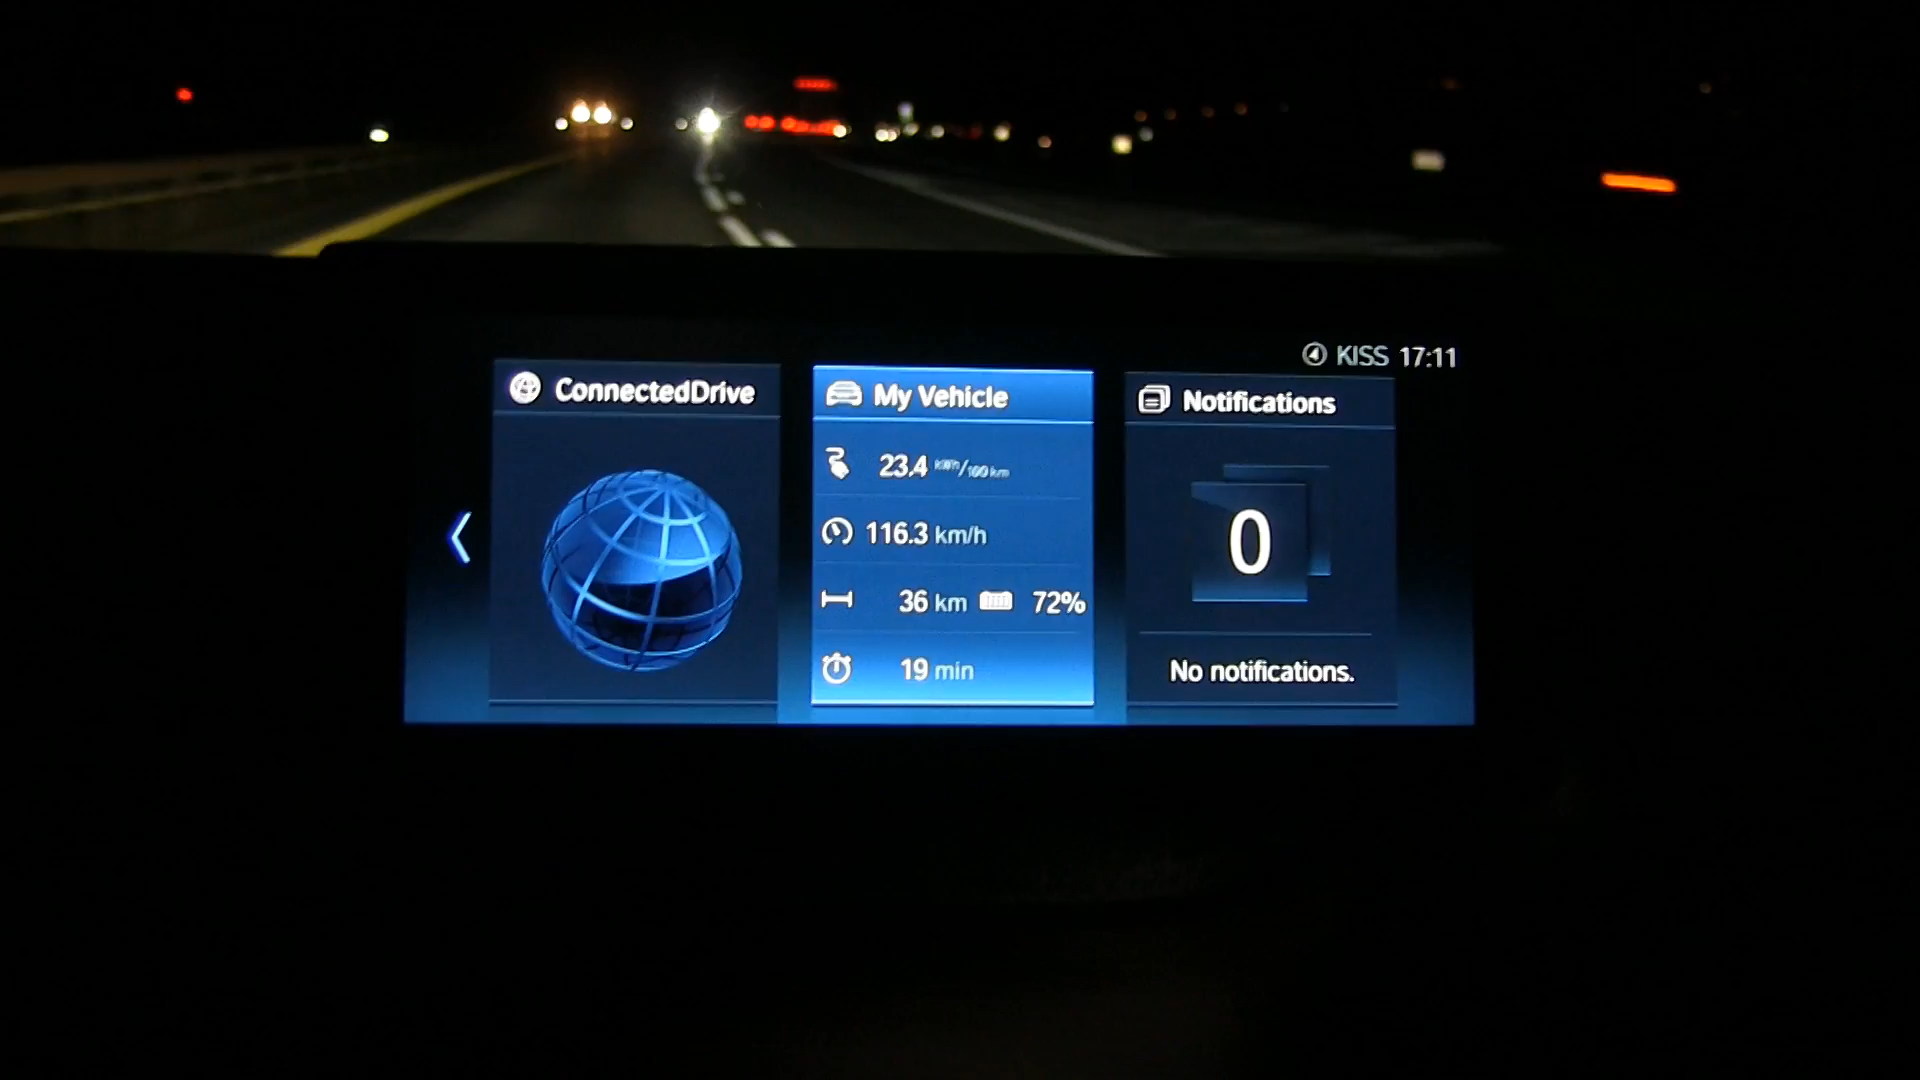 KISS 17:11
ConnectedDrive
My Vehicle
23.4 kWh/100 km
116.3 km/h
36 km 72%
19 min
Notifications
0
No notifications.